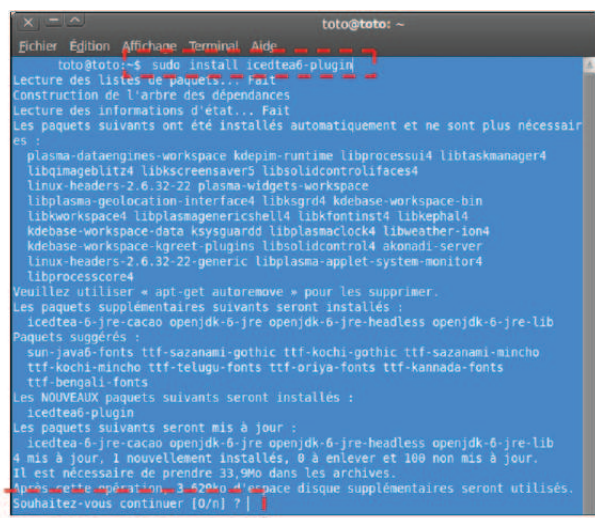 toto@toto: ~
Fichier Édition Affichage Terminal Aide
toto@toto:~$ sudo install icedtea6-plugin
Lecture des listes de paquets... Fait
Construction de l'arbre des dépendances
Lecture des informations d'état... Fait
Les paquets suivants ont été installés automatiquement et ne sont plus nécessair
es :
plasma-dataengines-workspace kdepim-runtime libprocessui4 libtaskmanager4
libqimageblitz4 libkscreensaver5 libsolidcontrolifaces4
linux-headers-2.6.32-22 plasma-widgets-workspace
libplasma-geolocation-interface4 libksgrd4 kdebase-workspace-bin
libkworkspace4 libplasmagenericshell4 libkfontinst4 libkephal4
kdebase-workspace-data ksysguardd libplasmaclock4 libweather-ion4
kdebase-workspace-kgreet-plugins libsolidcontrol4 akonadi-server
linux-headers-2.6.32-22-generic libplasma-applet-system-monitor4
libprocesscore4
Veuillez utiliser « apt-get autoremove » pour les supprimer.
Les paquets supplémentaires suivants seront installés :
icedtea-6-jre-cacao openjdk-6-jre openjdk-6-jre-headless openjdk-6-jre-lib
Paquets suggérés :
sun-java6-fonts ttf-sazanami-gothic ttf-kochi-gothic ttf-sazanami-mincho
ttf-kochi-mincho ttf-telugu-fonts ttf-oriya-fonts ttf-kannada-fonts
ttf-bengali-fonts
Les NOUVEAUX paquets suivants seront installés :
icedtea6-plugin
Les paquets suivants seront mis à jour :
icedtea-6-jre-cacao openjdk-6-jre openjdk-6-jre-headless openjdk-6-jre-lib
4 mis à jour, 1 nouvellement installés, 0 à enlever et 100 non mis à jour.
Il est nécessaire de prendre 33,9Mo dans les archives.
Après cette opération, 3 629ko d'espace disque supplémentaires seront utilisés.
Souhaitez-vous continuer [O/n] ?